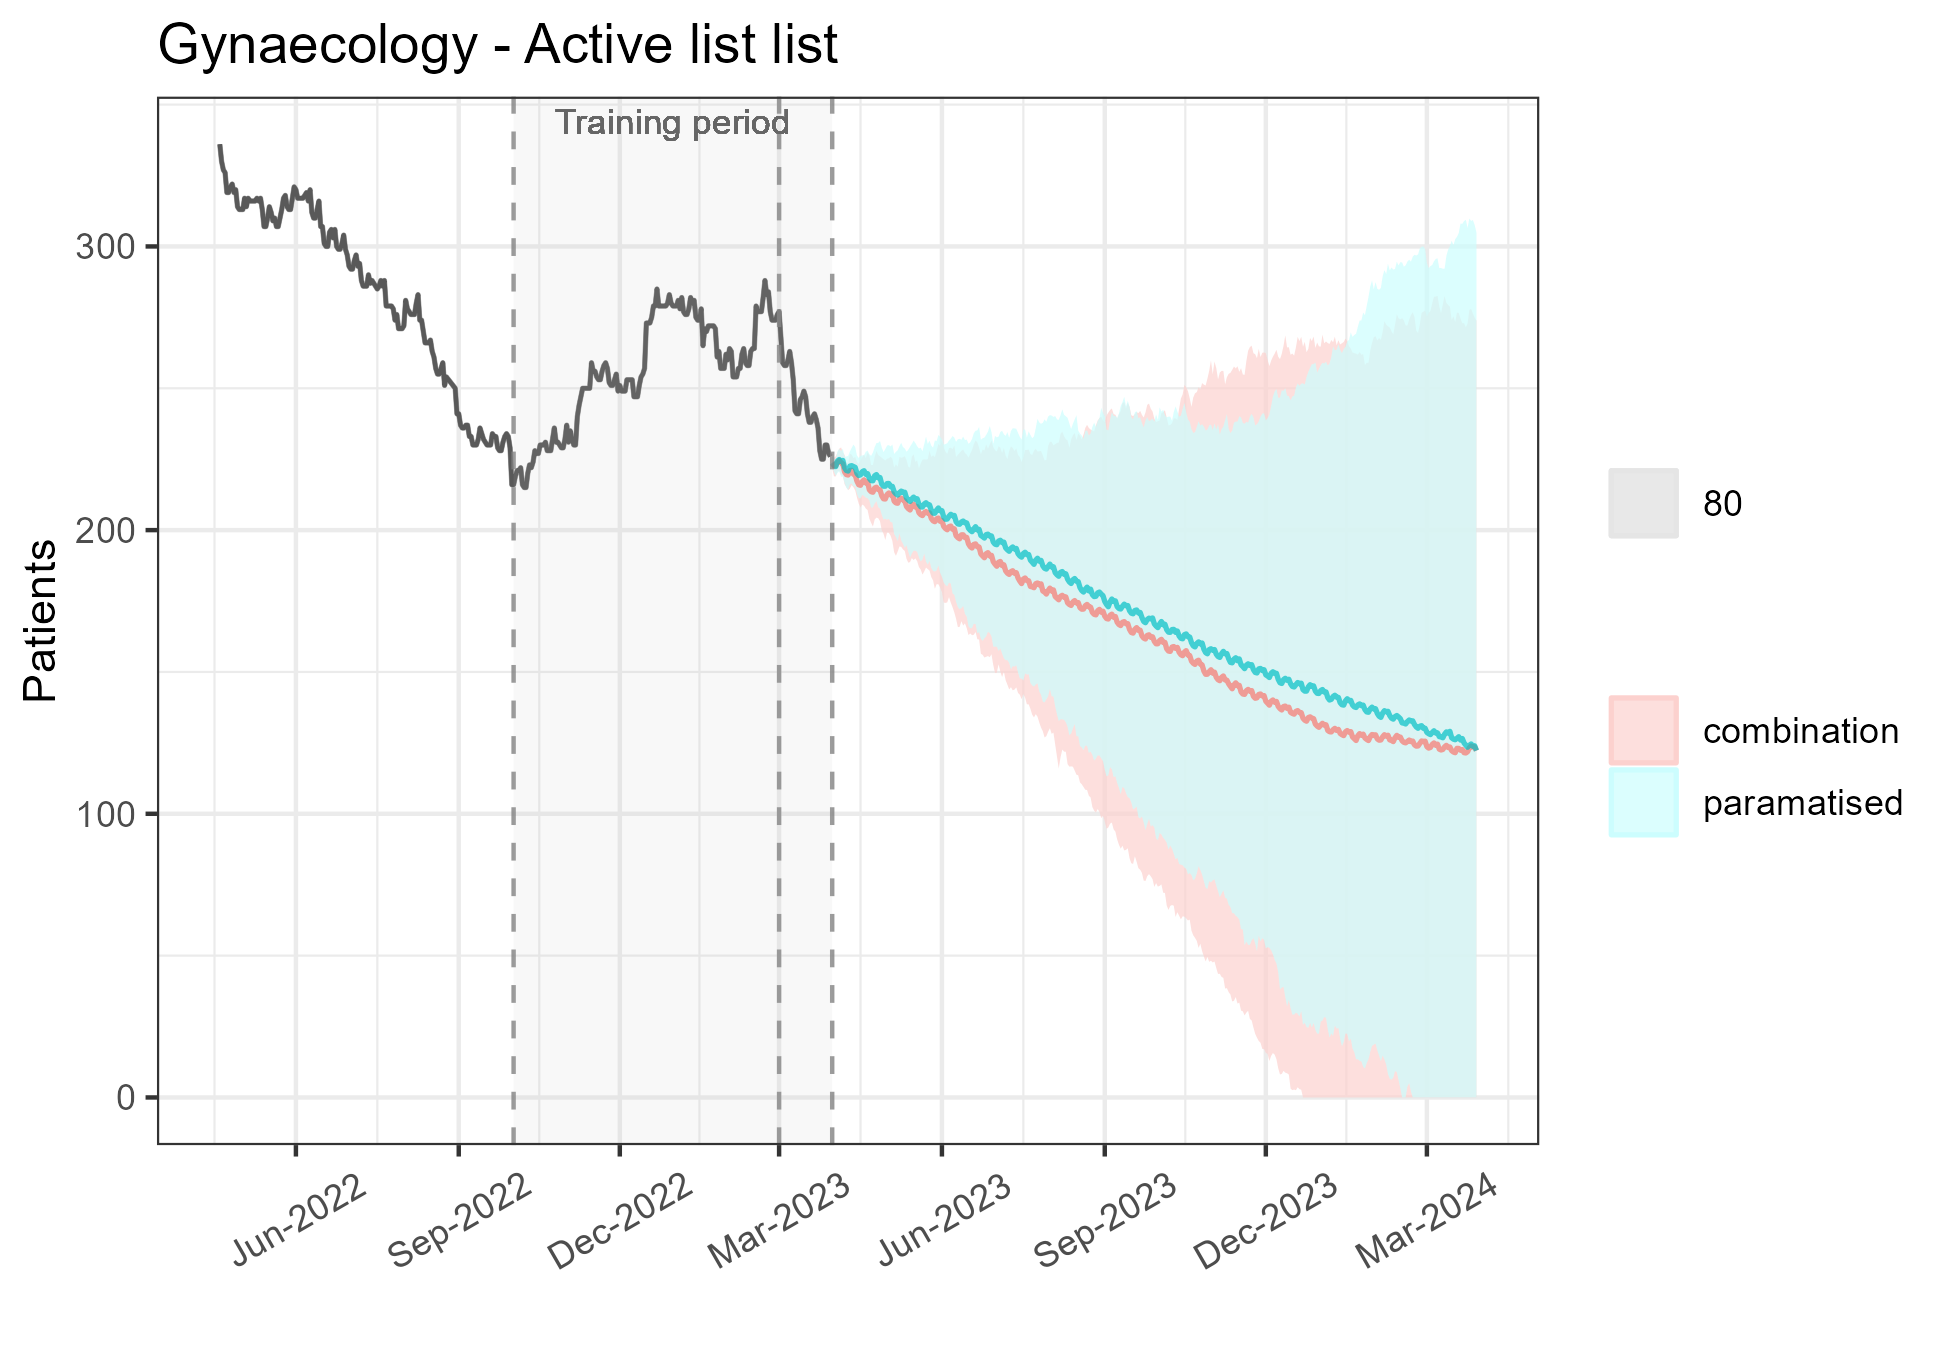 Gynaecology - Active list list
Training period
Patients
300
200
100
0
Jun-2022
Sep-2022
Dec-2022
Mar-2023
Jun-2023
Sep-2023
Dec-2023
Mar-2024
80
combination
paramatised